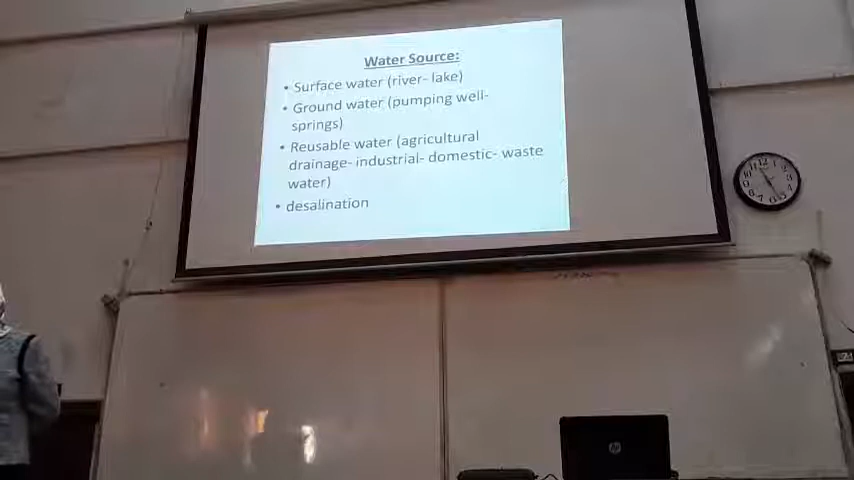 Water Source:
• Surface water (river- lake)
• Ground water (pumping well-
springs)
• Reusable water (agricultural
drainage- industrial- domestic- waste
water)
• desalination
hp